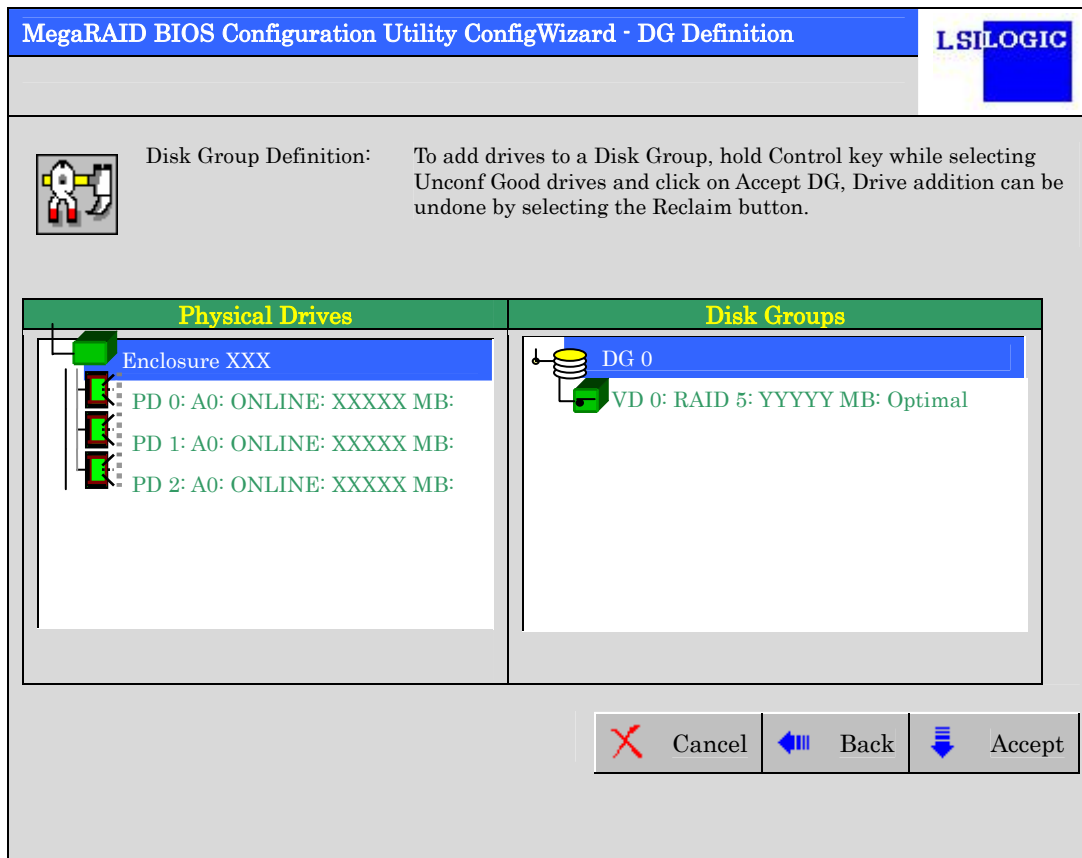 MegaRAID BIOS Configuration Utility ConfigWizard - DG Definition
LSILOGIC
Disk Group Definition:
To add drives to a Disk Group, hold Control key while selecting
Unconf Good drives and click on Accept DG, Drive addition can be
undone by selecting the Reclaim button.
Physical Drives
Enclosure XXX
PD 0: A0: ONLINE: XXXXX MB:
PD 1: A0: ONLINE: XXXXX MB:
PD 2: A0: ONLINE: XXXXX MB:
Disk Groups
DG 0
VD 0: RAID 5: YYYYY MB: Optimal
Cancel
Back
Accept